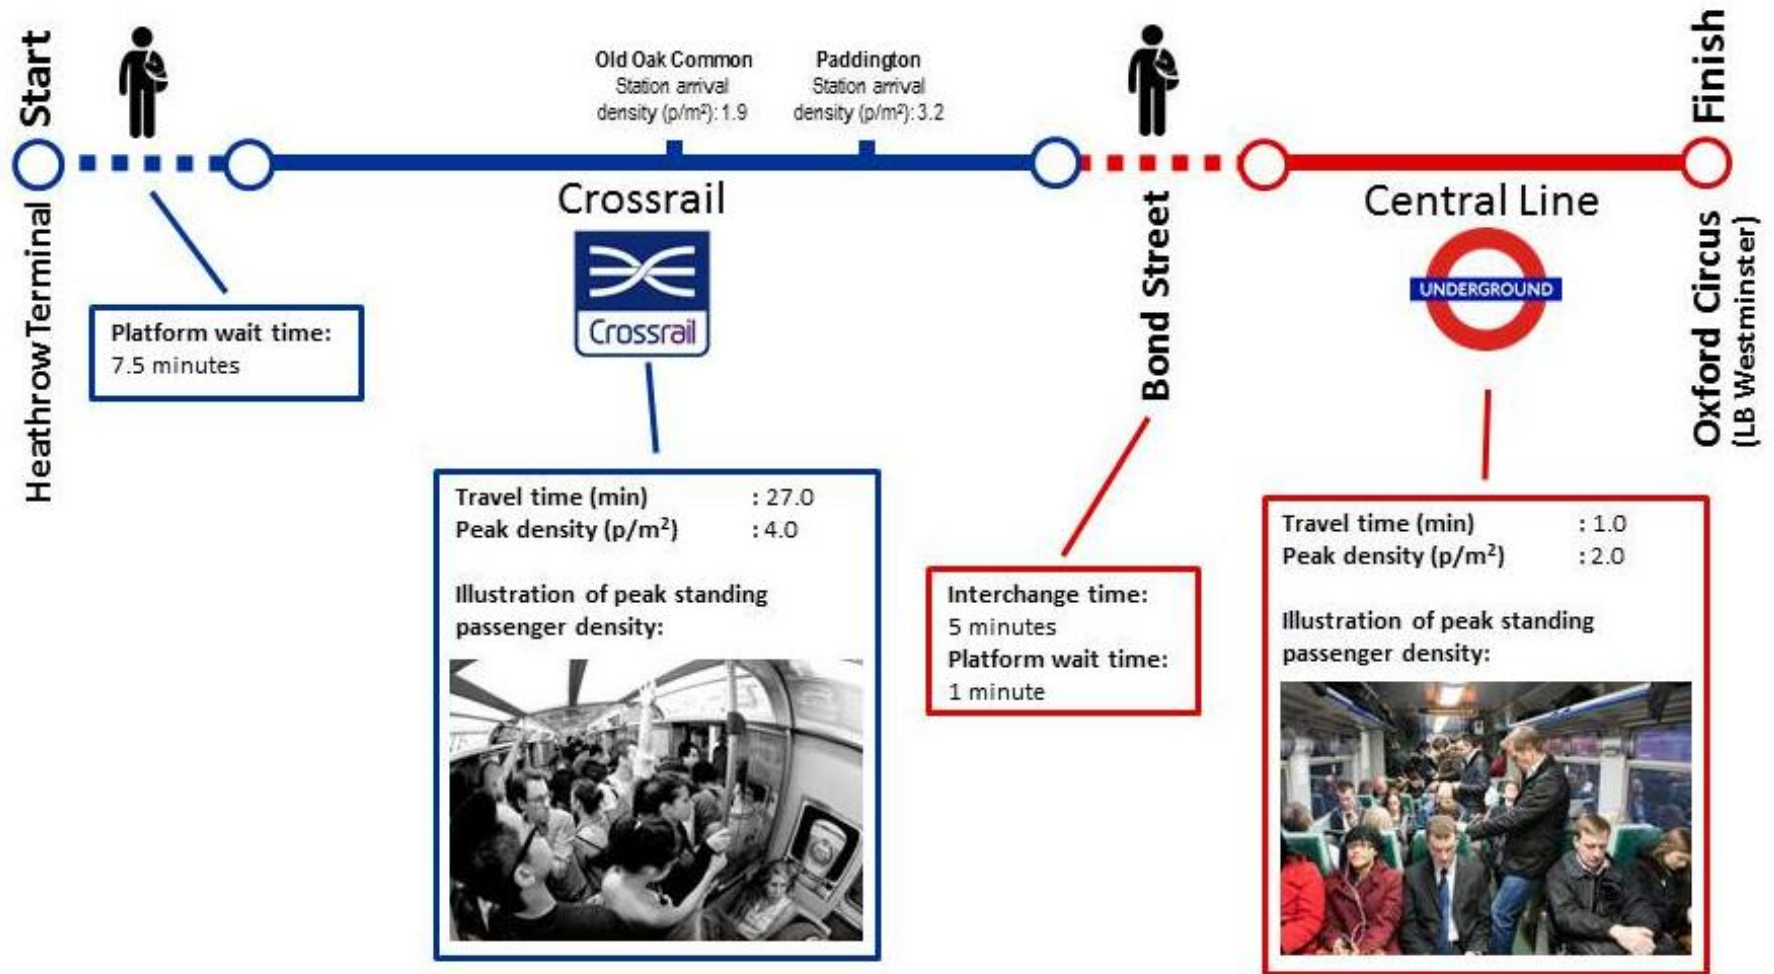 Start
Heathrow Terminal
Platform wait time:
7.5 minutes
Old Oak Common
Station arrival
density (p/m²): 1.9
Paddington
Station arrival
density (p/m²): 3.2
Crossrail
Crossrail
Travel time (min) : 27.0
Peak density (p/m²) : 4.0
Illustration of peak standing
passenger density:
Bond Street
Interchange time:
5 minutes
Platform wait time:
1 minute
Central Line
UNDERGROUND
Travel time (min) : 1.0
Peak density (p/m²) : 2.0
Illustration of peak standing
passenger density:
Finish
Oxford Circus
(LB Westminster)